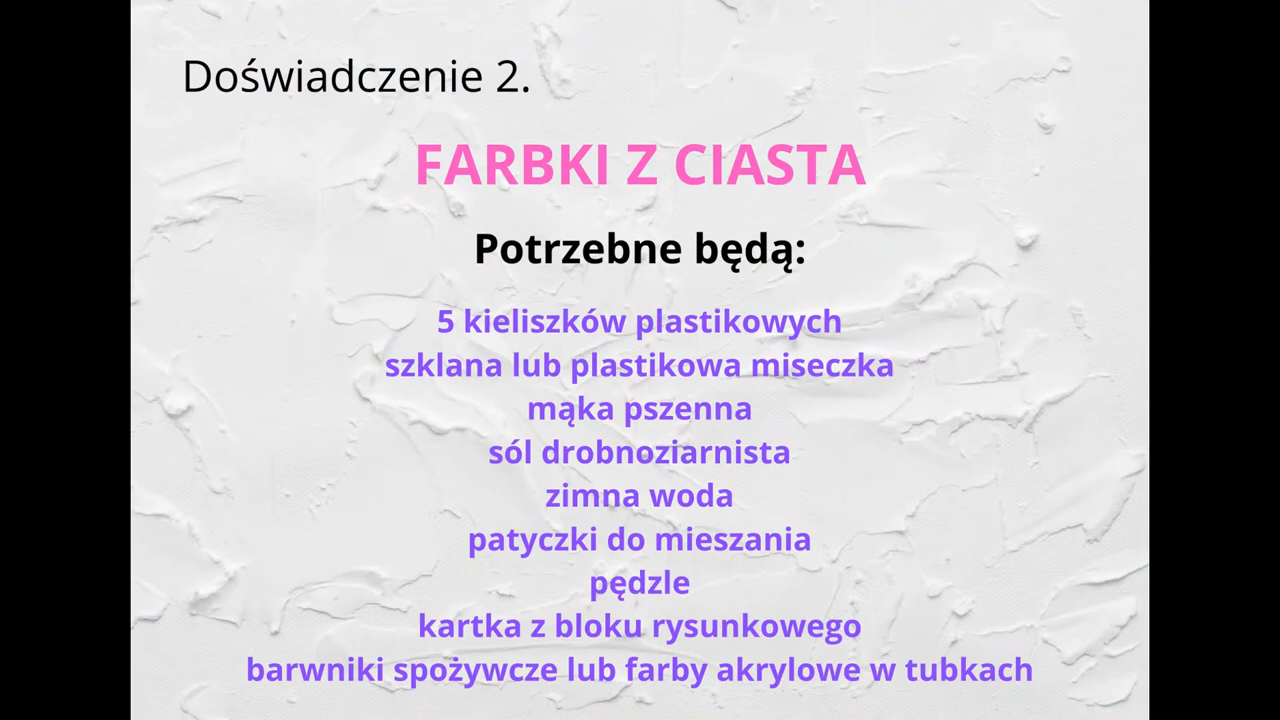 Doświadczenie 2.
FARBKI Z CIASTA
Potrzebne będą:
5 kieliszków plastikowych
szklana lub plastikowa miseczka
mąka pszenna
sól drobnoziarnista
zimna woda
patyczki do mieszania
pędzle
kartka z bloku rysunkowego
barwniki spożywcze lub farby akrylowe w tubkach